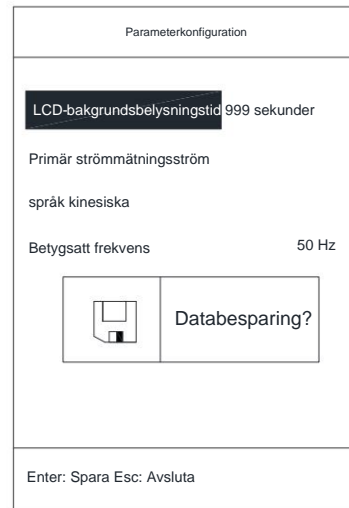 Parameterkonfiguration
LCD-bakgrundsbelysningstid 999 sekunder
Primär strömmätningsström
språk kinesiska
Betygsatt frekvens 50 Hz
Databesparing?
Enter: Spara Esc: Avsluta